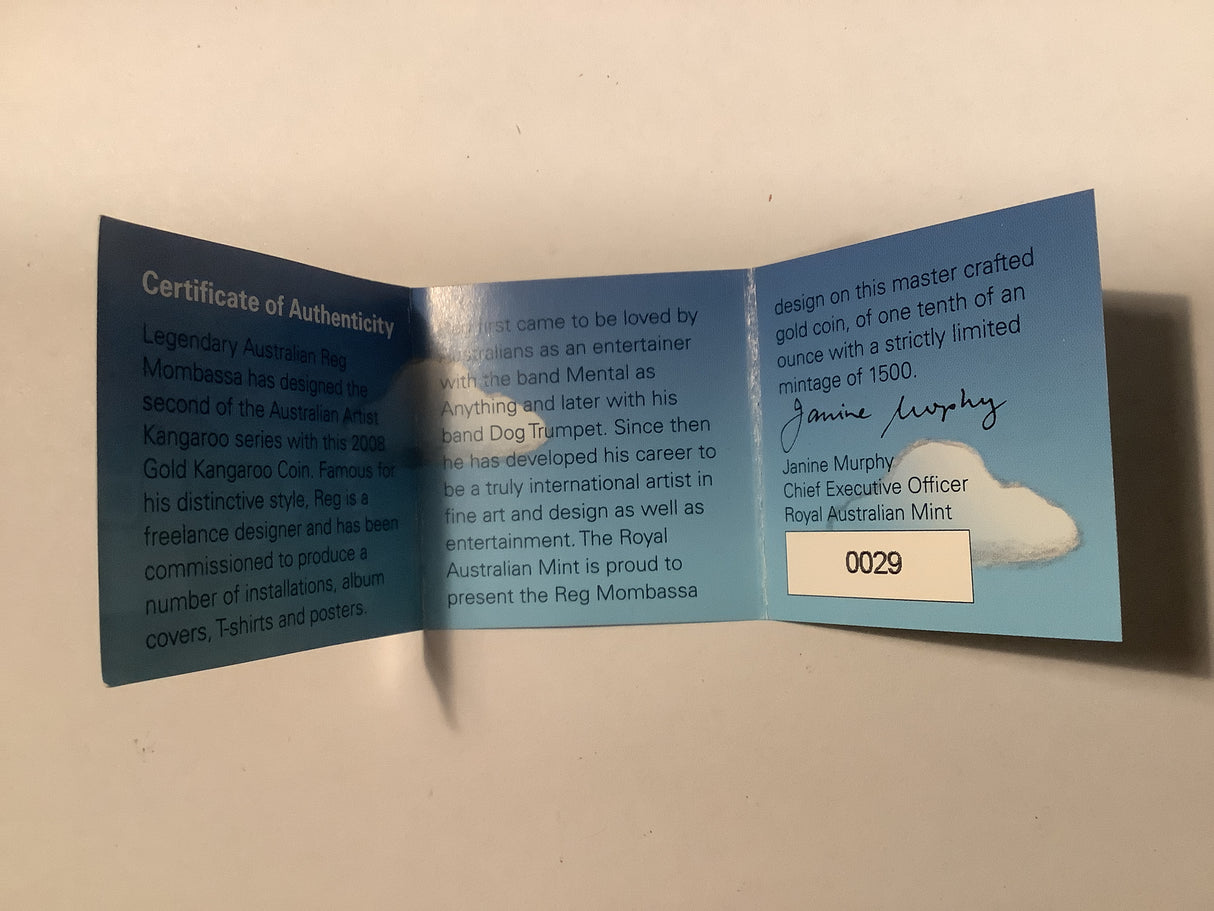 Certificate of Authenticity
Legendary Australian Reg
Mombassa has designed the
second of the Australian Artist
Kangaroo series with this 2008
Gold Kangaroo Coin. Famous for
his distinctive style, Reg is a
freelance designer and has been
commissioned to produce a
number of installations, album
covers, T-shirts and posters.
Reg first came to be loved by
Australians as an entertainer
with the band Mental as
Anything and later with his
band Dog Trumpet. Since then
he has developed his career to
be a truly international artist in
fine art and design as well as
entertainment. The Royal
Australian Mint is proud to
present the Reg Mombassa
design on this master crafted
gold coin, of one tenth of an
ounce with a strictly limited
mintage of 1500.
Janine Murphy
Janine Murphy
Chief Executive Officer
Royal Australian Mint
0029